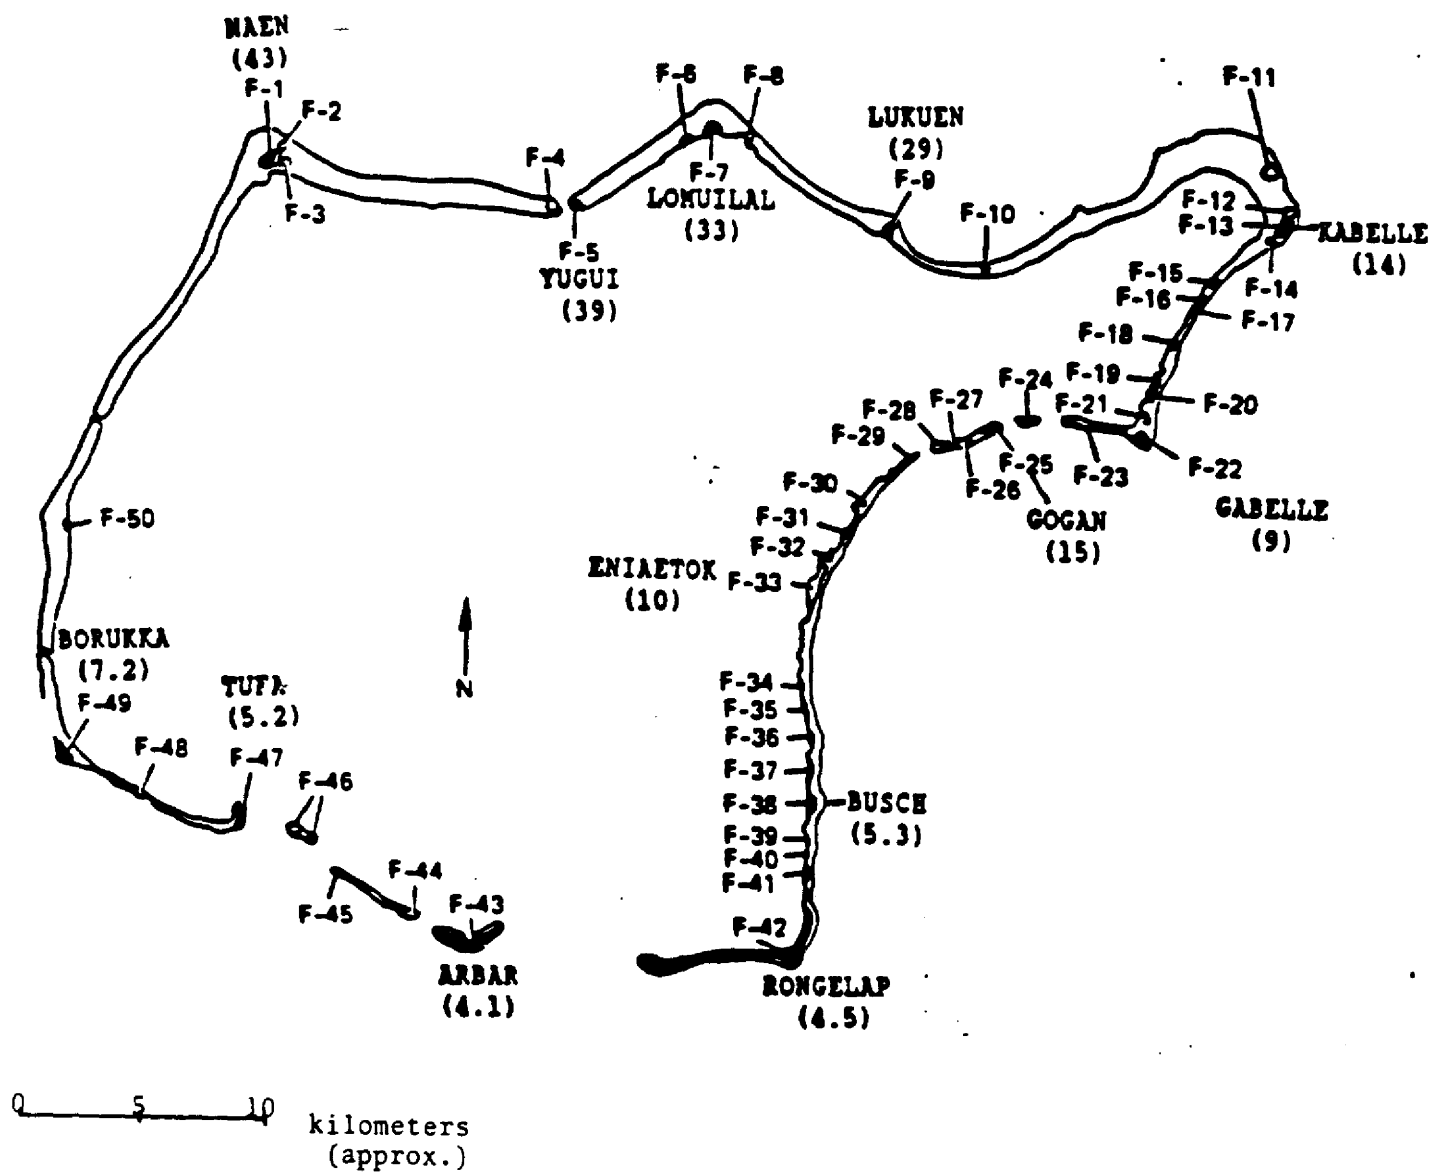 NAEN
(43)
F-1
F-2
F-3
F-4
F-5
YUGUI
(39)
F-6
F-8
F-7
LOMUILAL
(33)
LUKUEN
(29)
F-9
F-10
F-11
F-12
F-13
KABELLE
(14)
F-14
F-15
F-16
F-17
F-18
F-19
F-20
F-21
F-22
GABELLE
(9)
F-23
F-24
F-25
GOGAN
(15)
F-26
F-27
F-28
F-29
F-30
F-31
F-32
F-33
ENIAETOK
(10)
F-34
F-35
F-36
F-37
F-38
BUSCH
(5.3)
F-39
F-40
F-41
F-42
RONGELAP
(4.5)
F-43
ARBAR
(4.1)
F-44
F-45
F-46
F-47
TUFA
(5.2)
F-48
F-49
BORUKKA
(7.2)
F-50
N
0 5 10
kilometers
(approx.)